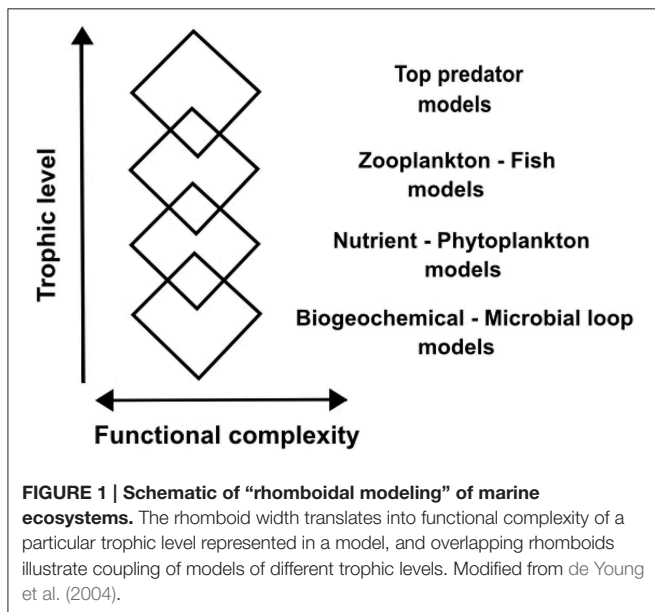 Trophic level
Top predator
models
Zooplankton - Fish
models
Nutrient - Phytoplankton
models
Biogeochemical - Microbial loop
models
Functional complexity
FIGURE 1 | Schematic of “rhomboidal modeling” of marine
ecosystems. The rhomboid width translates into functional complexity of a
particular trophic level represented in a model, and overlapping rhomboids
illustrate coupling of models of different trophic levels. Modified from de Young
et al. (2004).